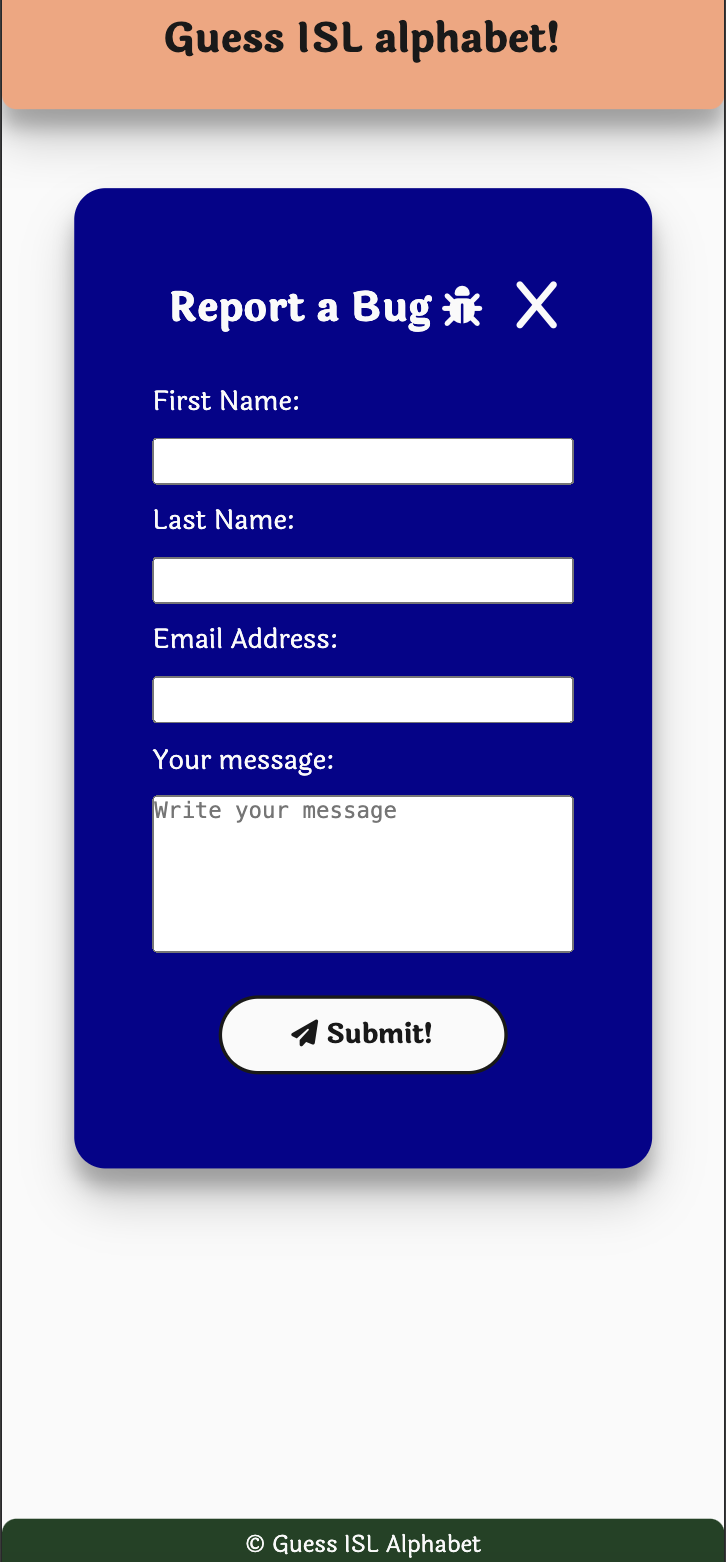 Guess ISL alphabet!
Report a Bug X
First Name:
Last Name:
Email Address:
Your message:
Write your message
Submit!
© Guess ISL Alphabet